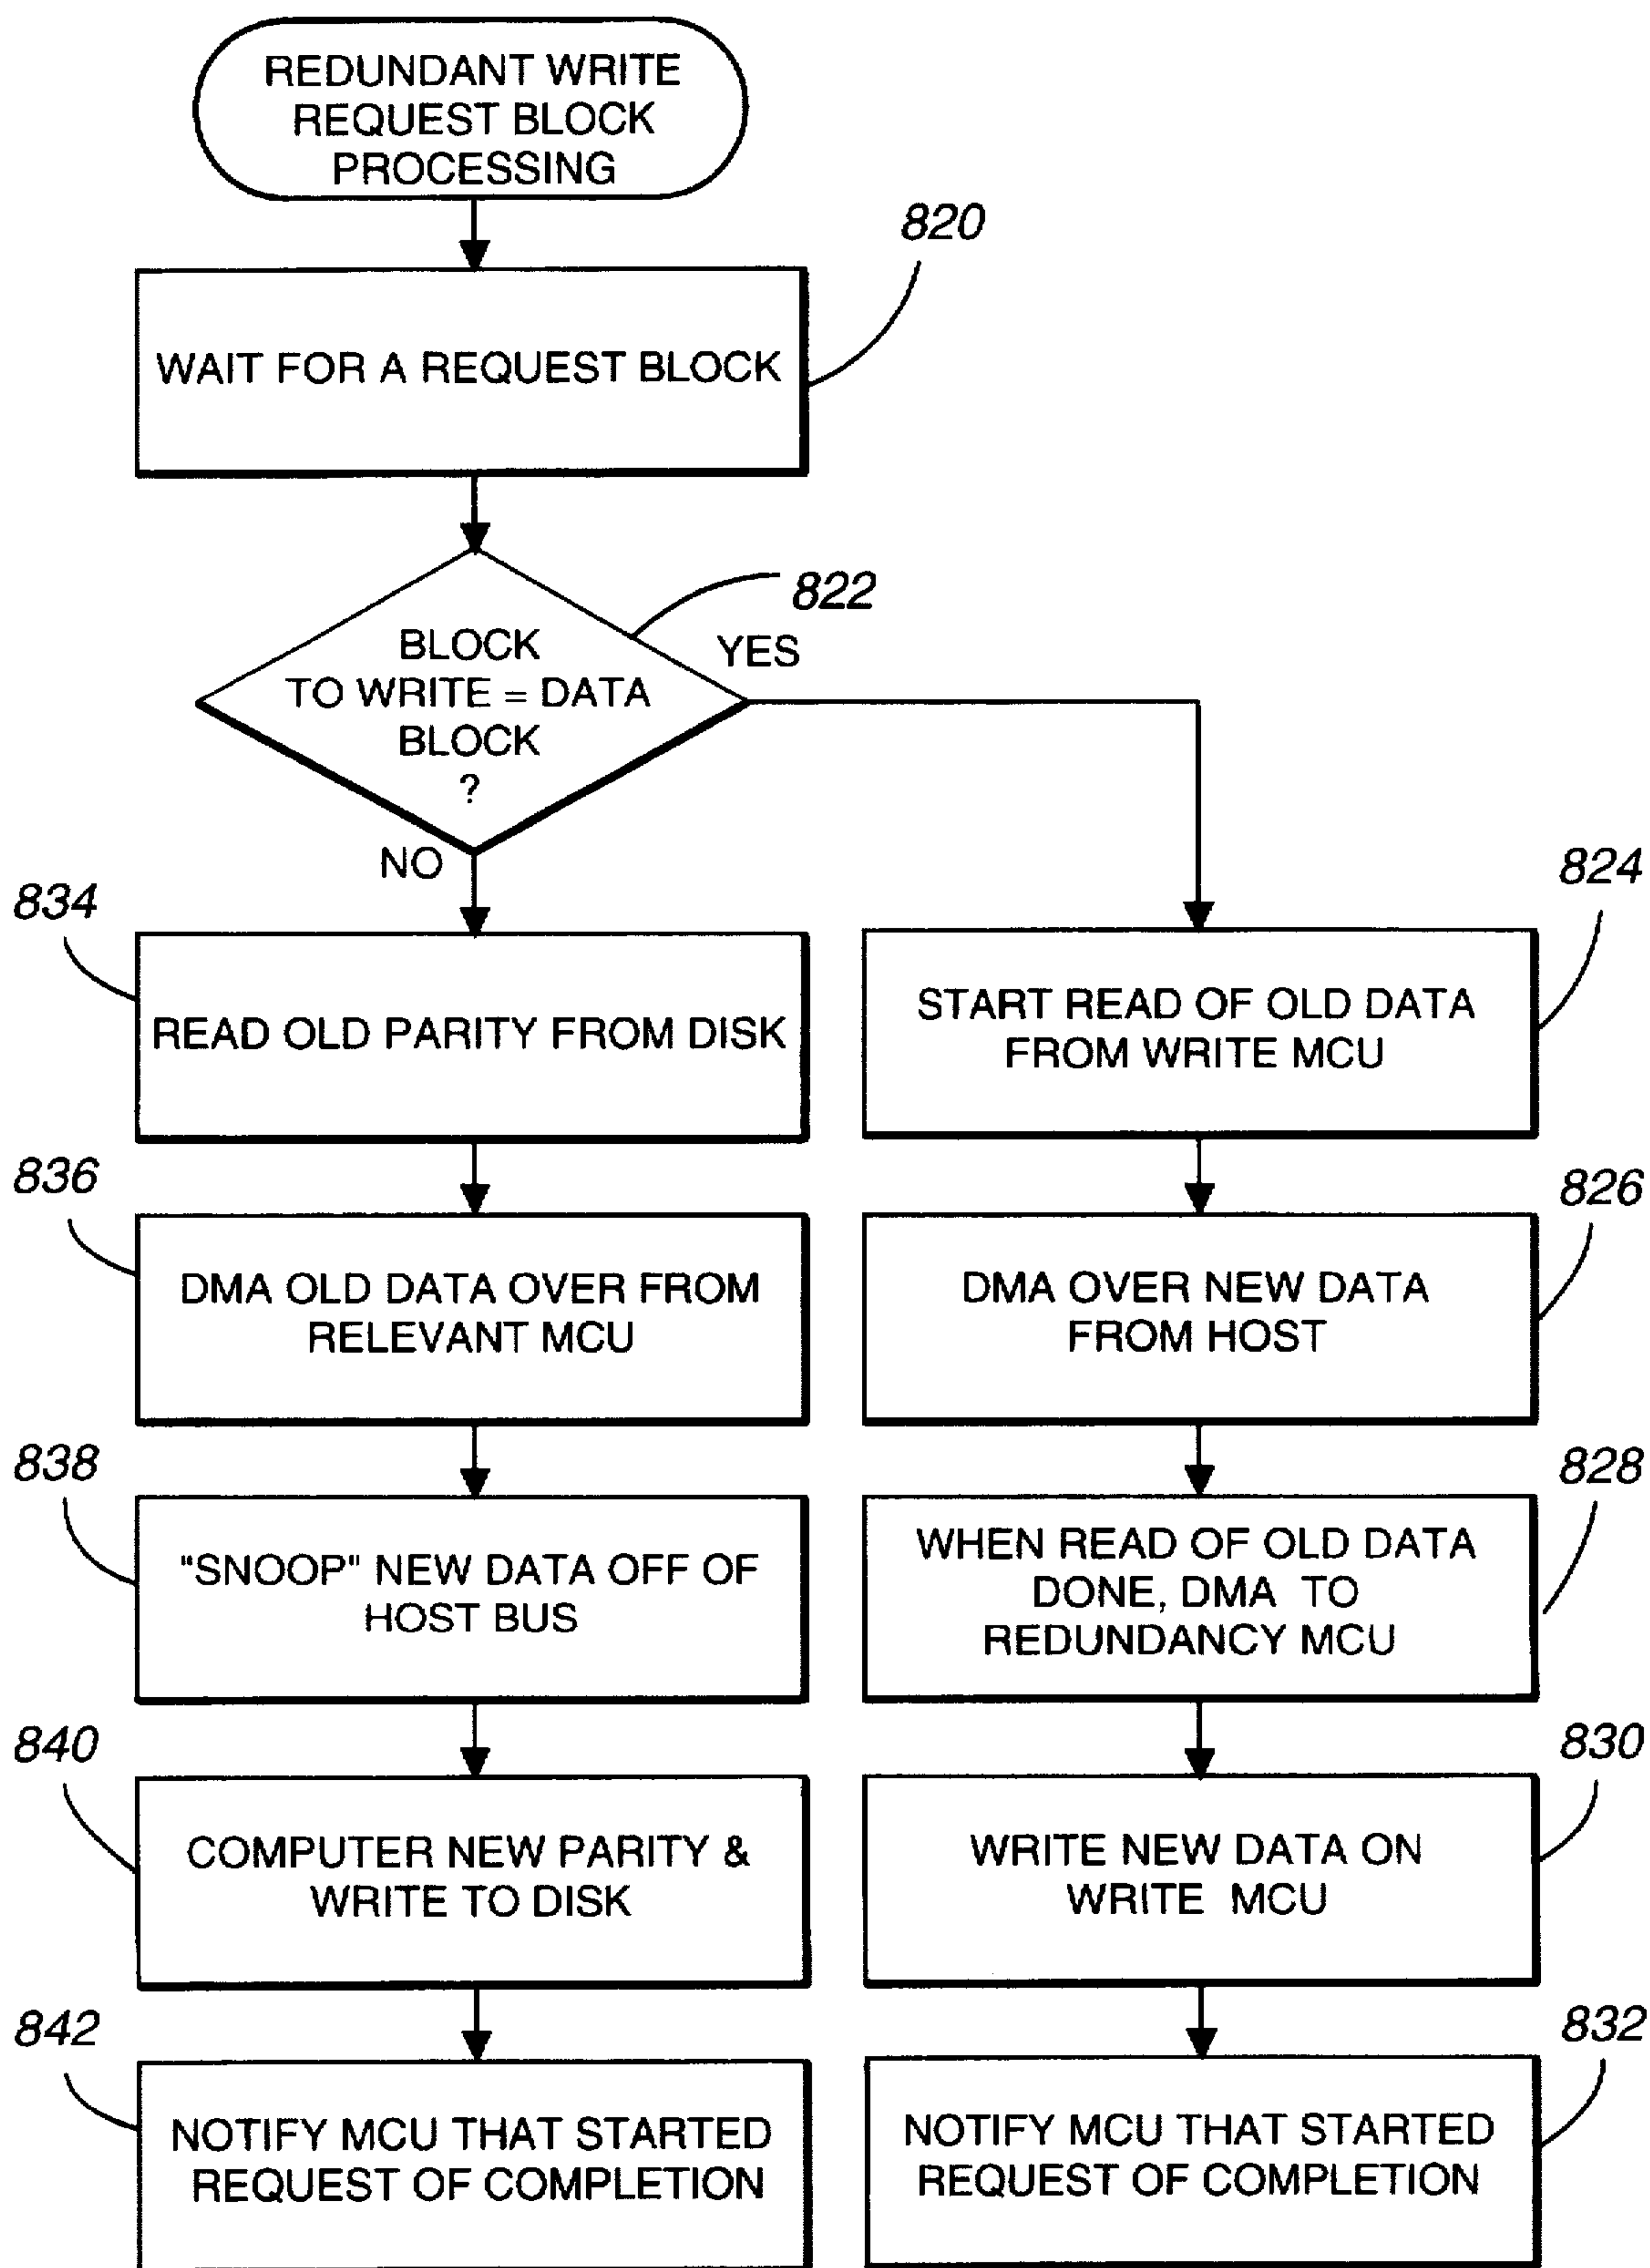 REDUNDANT WRITE
REQUEST BLOCK
PROCESSING
820
WAIT FOR A REQUEST BLOCK
822
BLOCK
TO WRITE = DATA
BLOCK
?
YES
NO
834
READ OLD PARITY FROM DISK
824
START READ OF OLD DATA
FROM WRITE MCU
836
DMA OLD DATA OVER FROM
RELEVANT MCU
826
DMA OVER NEW DATA
FROM HOST
838
"SNOOP" NEW DATA OFF OF
HOST BUS
828
WHEN READ OF OLD DATA
DONE, DMA TO
REDUNDANCY MCU
840
COMPUTER NEW PARITY &
WRITE TO DISK
830
WRITE NEW DATA ON
WRITE MCU
842
NOTIFY MCU THAT STARTED
REQUEST OF COMPLETION
832
NOTIFY MCU THAT STARTED
REQUEST OF COMPLETION